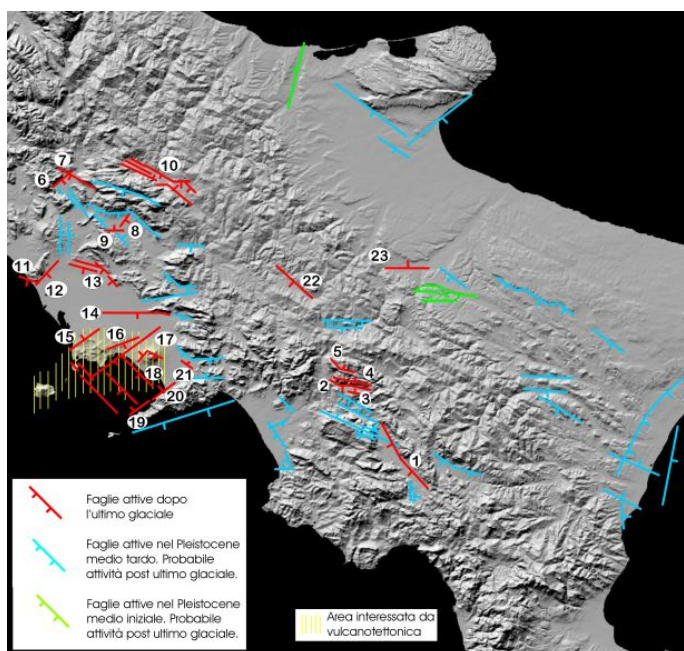 7
10
6
8
9
23
11
13
22
12
14
16
17
15
5
18
21
4
2
3
20
19
1
Faglie attive dopo
l'ultimo glaciale
Faglie attive nel Pleistocene
medio tardo. Probabile
attività post ultimo glaciale.
Faglie attive nel Pleistocene
medio iniziale. Probabile
attività post ultimo glaciale.
Area interessata da
vulcanotettonica